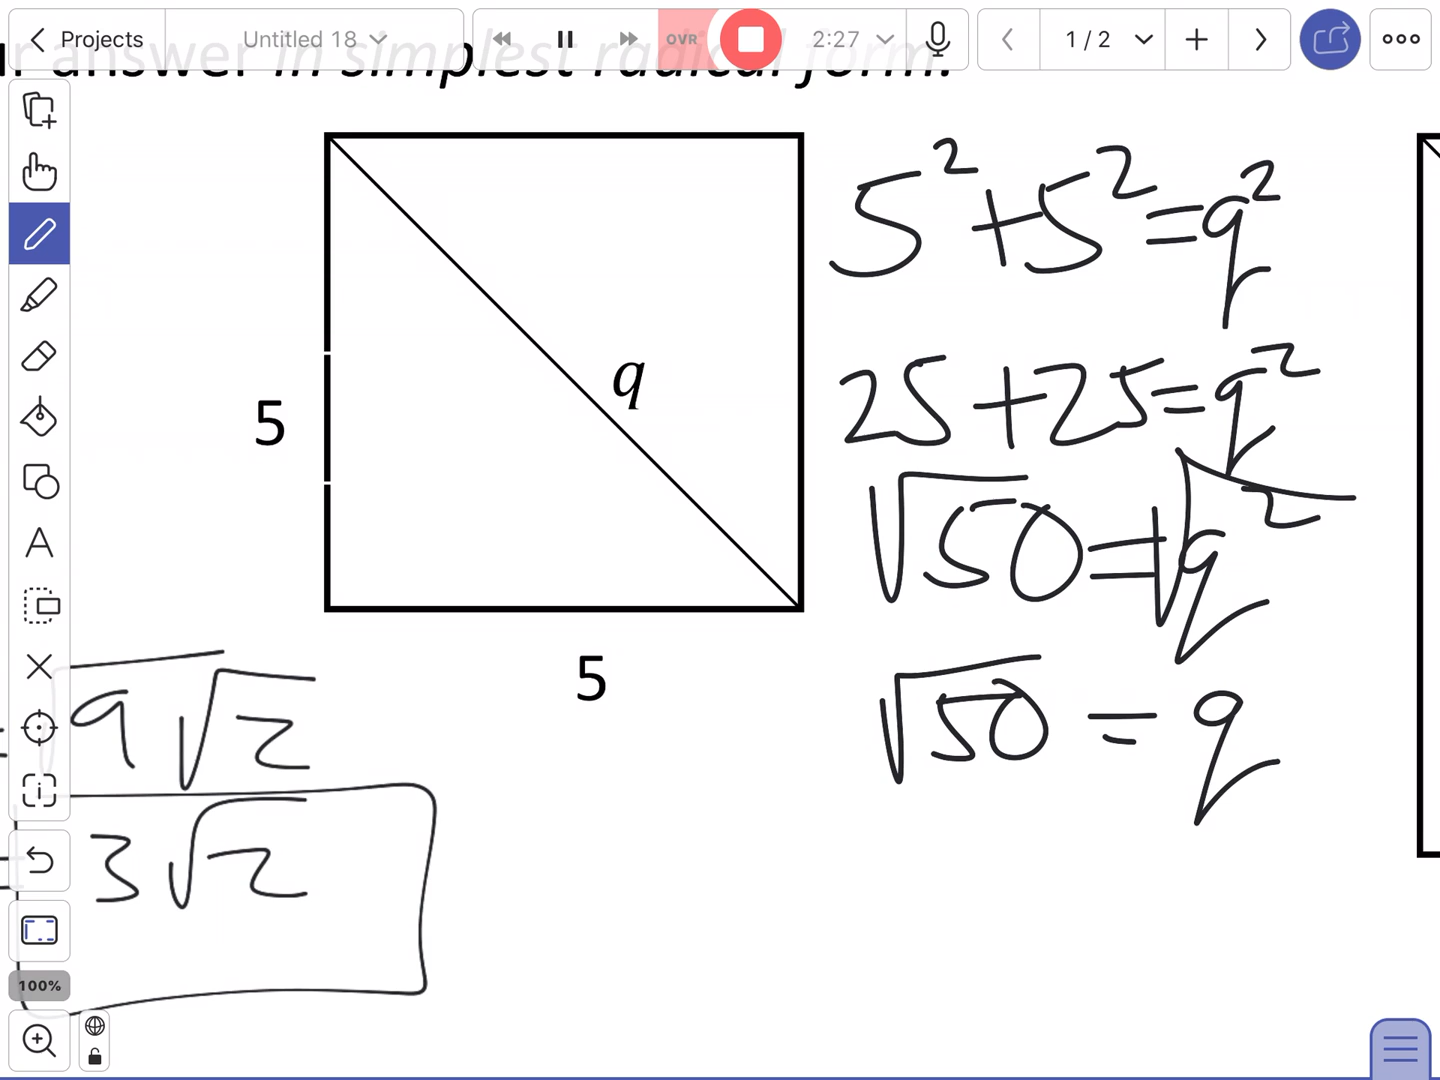 Projects
Untitled 18
OVR
2:27
1 / 2
r answer in simplest radical form.
5
q
5
5² + 5² = q²
25 + 25 = q²
√50 = √q²
√50 = q
√9 √2
3√2
100%